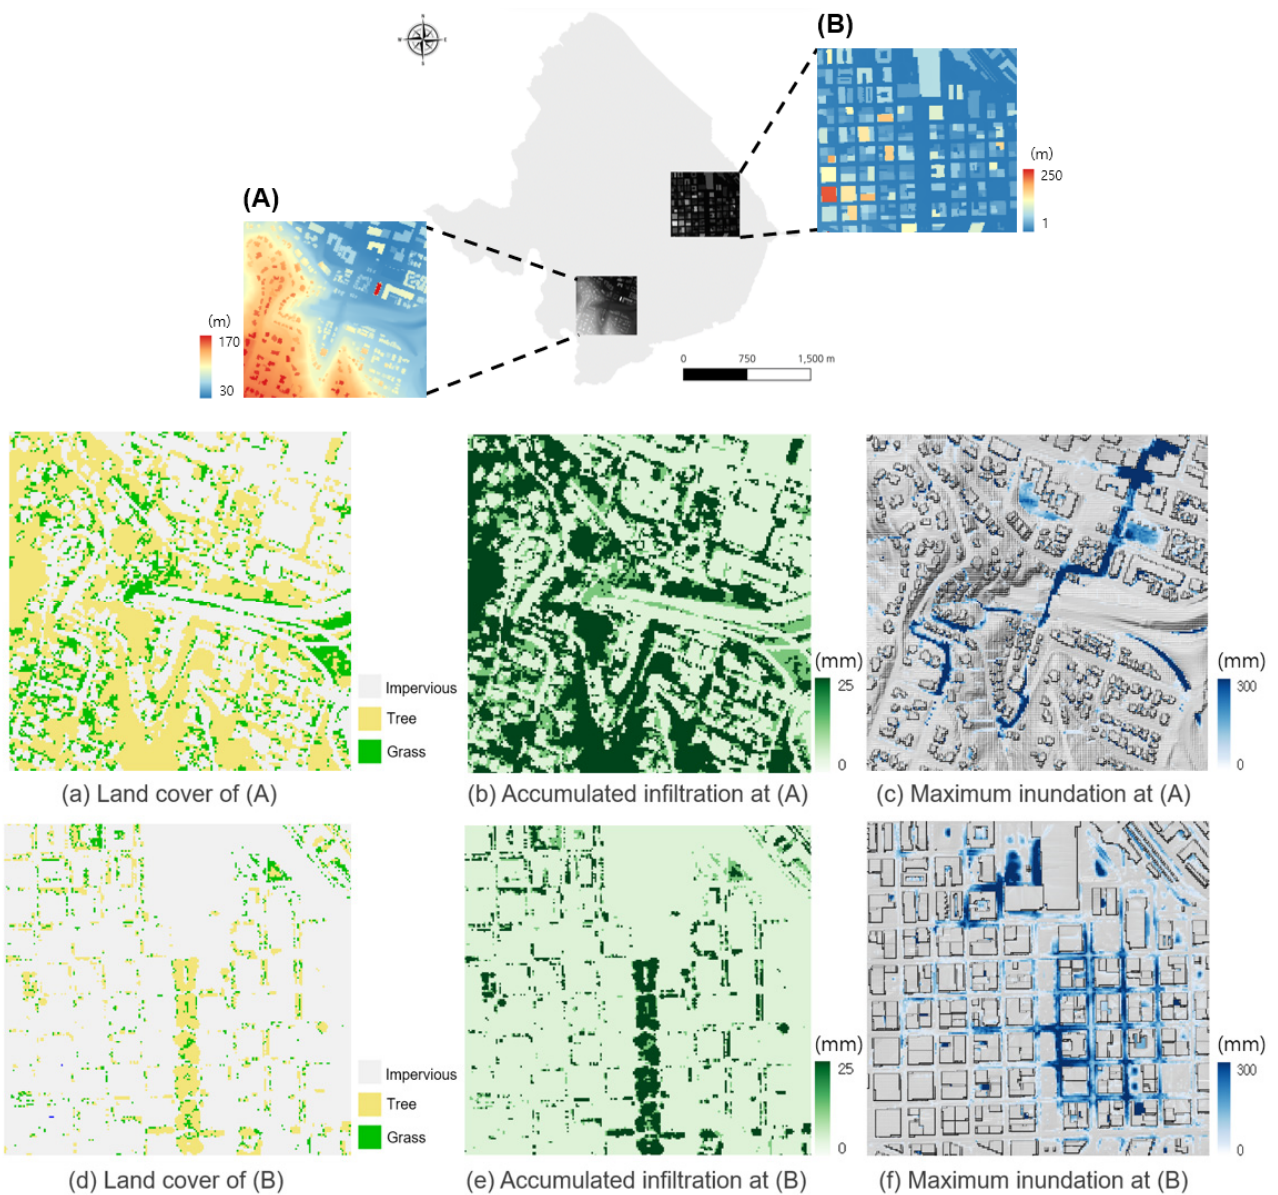 N
W
E
S
(B)
(m)
250
1
(A)
(m)
170
30
0 750 1,500 m
Impervious
Tree
Grass
(mm)
25
0
(mm)
300
0
(a) Land cover of (A)
(b) Accumulated infiltration at (A)
(c) Maximum inundation at (A)
Impervious
Tree
Grass
(mm)
25
0
(mm)
300
0
(d) Land cover of (B)
(e) Accumulated infiltration at (B)
(f) Maximum inundation at (B)